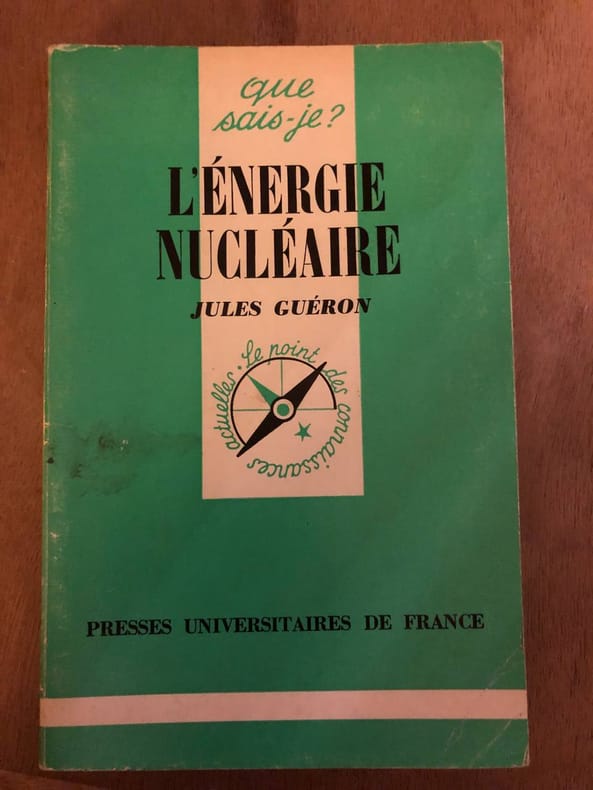 que
sais-je?
L'ÉNERGIE
NUCLÉAIRE
JULES GUÉRON
Le point des connaissances actuelles.
PRESSES UNIVERSITAIRES DE FRANCE